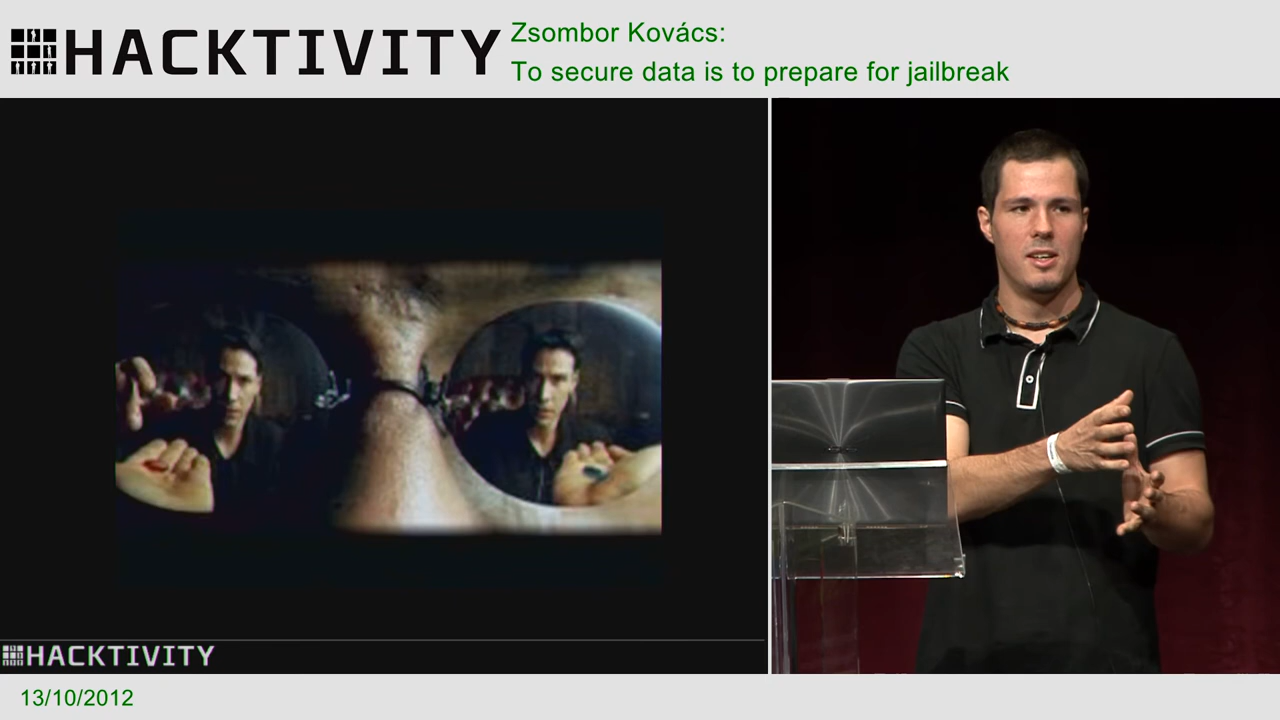 HACKTIVITY
Zsombor Kovács:
To secure data is to prepare for jailbreak
HACKTIVITY
13/10/2012